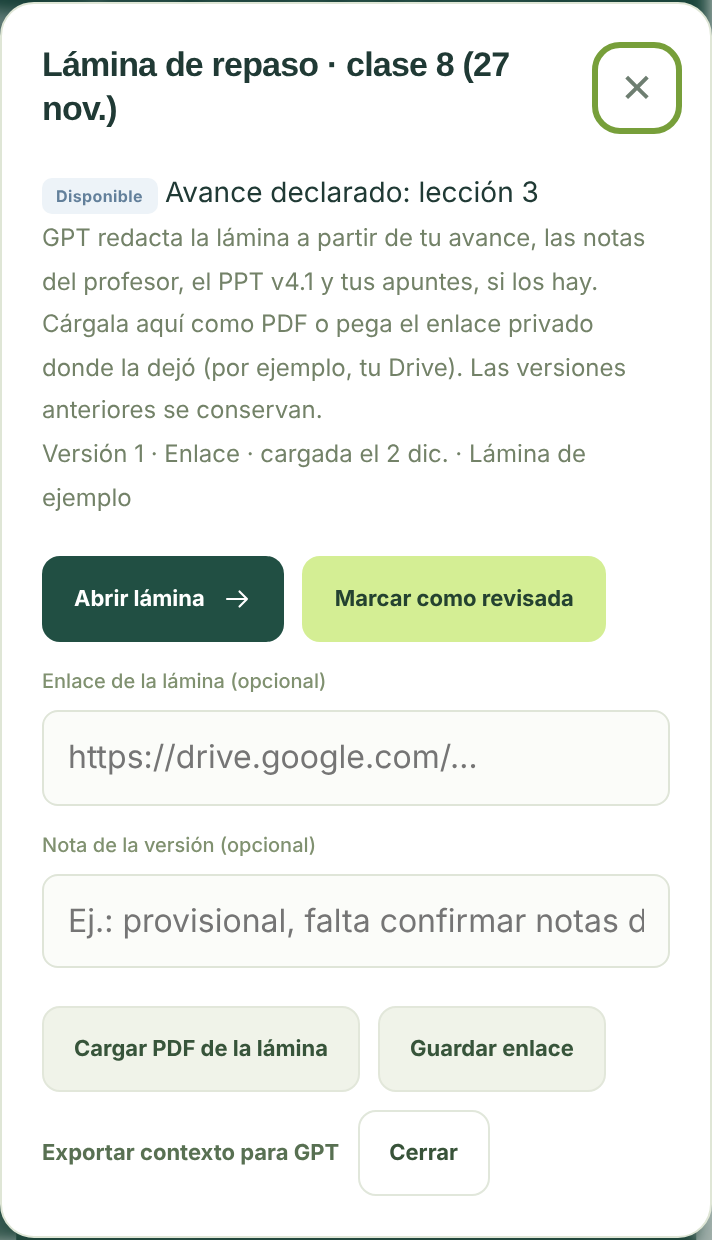 Lámina de repaso · clase 8 (27
nov.)
Disponible Avance declarado: lección 3
GPT redacta la lámina a partir de tu avance, las notas
del profesor, el PPT v4.1 y tus apuntes, si los hay.
Cárgala aquí como PDF o pega el enlace privado
donde la dejó (por ejemplo, tu Drive). Las versiones
anteriores se conservan.
Versión 1 · Enlace · cargada el 2 dic. · Lámina de
ejemplo
Abrir lámina → Marcar como revisada
Enlace de la lámina (opcional)
https://drive.google.com/...
Nota de la versión (opcional)
Ej.: provisional, falta confirmar notas d
Cargar PDF de la lámina Guardar enlace
Exportar contexto para GPT Cerrar